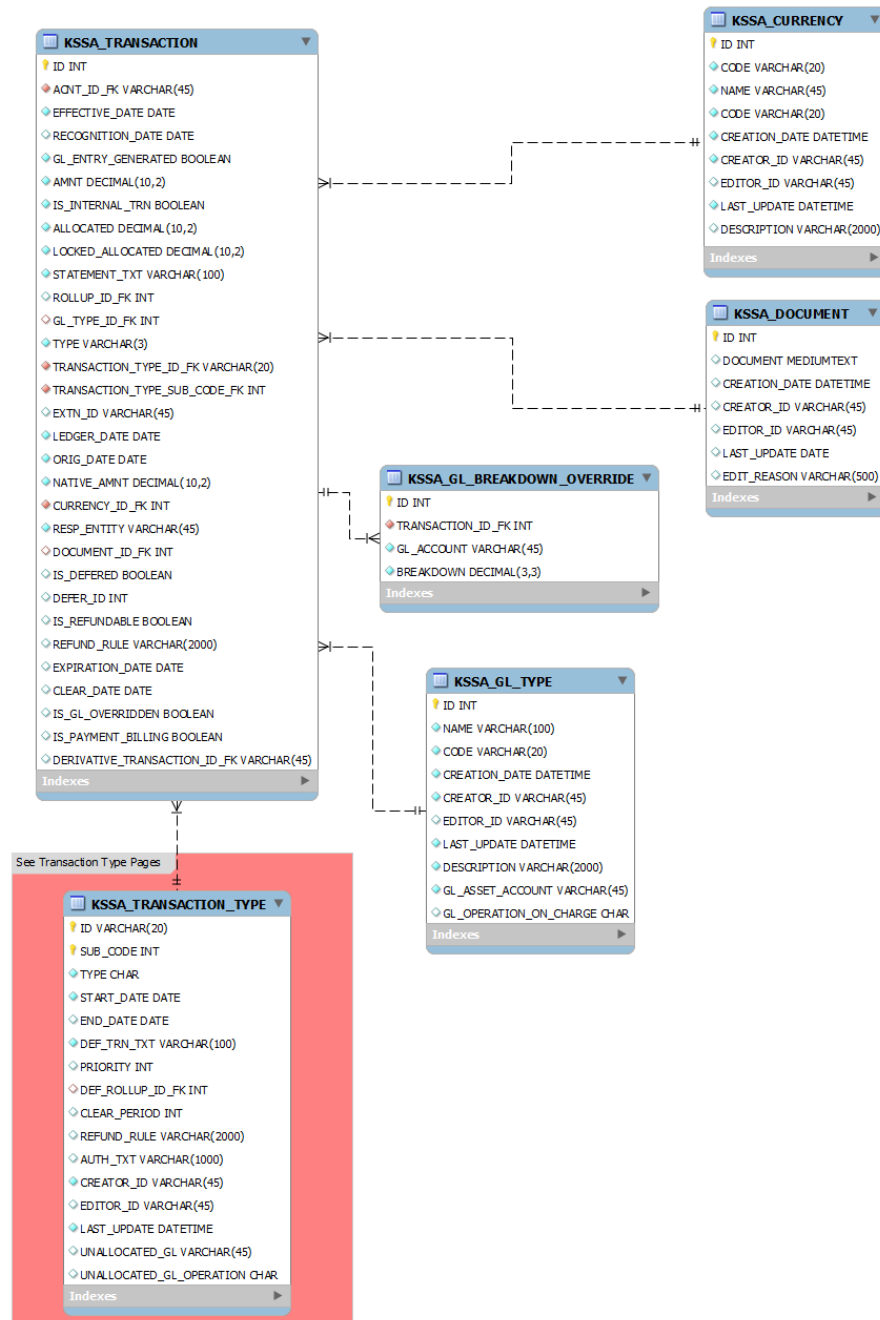 KSSA_TRANSACTION
ID INT
ACNT_ID_FK VARCHAR(45)
EFFECTIVE_DATE DATE
RECOGNITION_DATE DATE
GL_ENTRY_GENERATED BOOLEAN
AMNT DECIMAL(10,2)
IS_INTERNAL_TRN BOOLEAN
ALLOCATED DECIMAL(10,2)
LOCKED_ALLOCATED DECIMAL(10,2)
STATEMENT_TXT VARCHAR(100)
ROLLUP_ID_FK INT
GL_TYPE_ID_FK INT
TYPE VARCHAR(3)
TRANSACTION_TYPE_ID_FK VARCHAR(20)
TRANSACTION_TYPE_SUB_CODE_FK INT
EXTN_ID VARCHAR(45)
LEDGER_DATE DATE
ORIG_DATE DATE
NATIVE_AMNT DECIMAL(10,2)
CURRENCY_ID_FK INT
RESP_ENTITY VARCHAR(45)
DOCUMENT_ID_FK INT
IS_DEFERED BOOLEAN
DEFER_ID INT
IS_REFUNDABLE BOOLEAN
REFUND_RULE VARCHAR(2000)
EXPIRATION_DATE DATE
CLEAR_DATE DATE
IS_GL_OVERRIDDEN BOOLEAN
IS_PAYMENT_BILLING BOOLEAN
DERIVATIVE_TRANSACTION_ID_FK VARCHAR(45)
Indexes
KSSA_CURRENCY
ID INT
CODE VARCHAR(20)
NAME VARCHAR(45)
CODE VARCHAR(20)
CREATION_DATE DATETIME
CREATOR_ID VARCHAR(45)
EDITOR_ID VARCHAR(45)
LAST_UPDATE DATETIME
DESCRIPTION VARCHAR(2000)
Indexes
KSSA_DOCUMENT
ID INT
DOCUMENT MEDIUMTEXT
CREATION_DATE DATETIME
CREATOR_ID VARCHAR(45)
EDITOR_ID VARCHAR(45)
LAST_UPDATE DATE
EDIT_REASON VARCHAR(500)
Indexes
KSSA_GL_BREAKDOWN_OVERRIDE
ID INT
TRANSACTION_ID_FK INT
GL_ACCOUNT VARCHAR(45)
BREAKDOWN DECIMAL(3,3)
Indexes
KSSA_GL_TYPE
ID INT
NAME VARCHAR(100)
CODE VARCHAR(20)
CREATION_DATE DATETIME
CREATOR_ID VARCHAR(45)
EDITOR_ID VARCHAR(45)
LAST_UPDATE DATETIME
DESCRIPTION VARCHAR(2000)
GL_ASSET_ACCOUNT VARCHAR(45)
GL_OPERATION_ON_CHARGE CHAR
Indexes
See Transaction Type Pages
KSSA_TRANSACTION_TYPE
ID VARCHAR(20)
SUB_CODE INT
TYPE CHAR
START_DATE DATE
END_DATE DATE
DEF_TRN_TXT VARCHAR(100)
PRIORITY INT
DEF_ROLLUP_ID_FK INT
CLEAR_PERIOD INT
REFUND_RULE VARCHAR(2000)
AUTH_TXT VARCHAR(1000)
CREATOR_ID VARCHAR(45)
EDITOR_ID VARCHAR(45)
LAST_UPDATE DATETIME
UNALLOCATED_GL VARCHAR(45)
UNALLOCATED_GL_OPERATION CHAR
Indexes